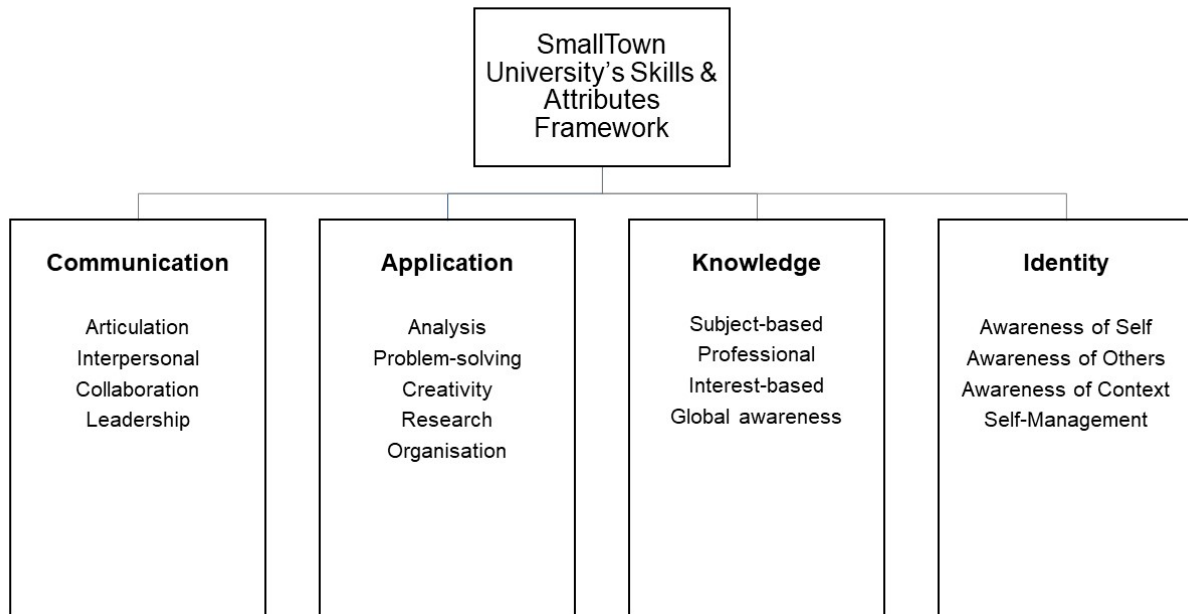 SmallTown
University’s Skills &
Attributes
Framework
Communication
Articulation
Interpersonal
Collaboration
Leadership
Application
Analysis
Problem-solving
Creativity
Research
Organisation
Knowledge
Subject-based
Professional
Interest-based
Global awareness
Identity
Awareness of Self
Awareness of Others
Awareness of Context
Self-Management